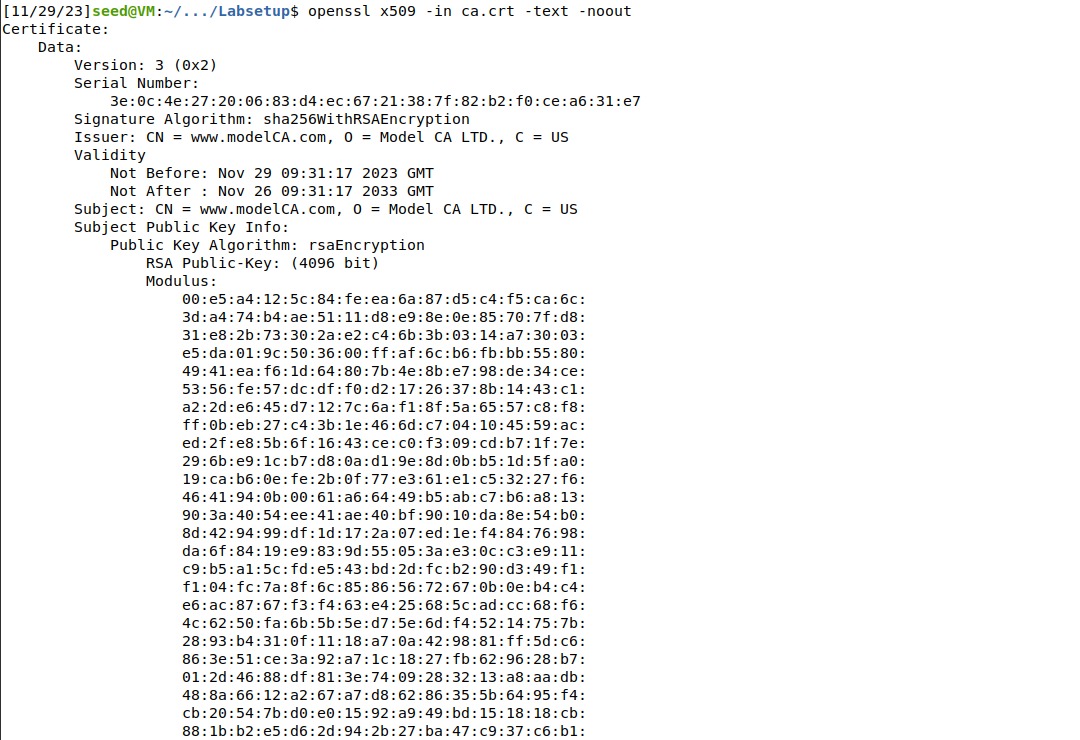 [11/29/23]seed@VM:~/.../Labsetup$ openssl x509 -in ca.crt -text -noout
Certificate:
    Data:
        Version: 3 (0x2)
        Serial Number:
            3e:0c:4e:27:20:06:83:d4:ec:67:21:38:7f:82:b2:f0:ce:a6:31:e7
        Signature Algorithm: sha256WithRSAEncryption
        Issuer: CN = www.modelCA.com, O = Model CA LTD., C = US
        Validity
            Not Before: Nov 29 09:31:17 2023 GMT
            Not After : Nov 26 09:31:17 2033 GMT
        Subject: CN = www.modelCA.com, O = Model CA LTD., C = US
        Subject Public Key Info:
            Public Key Algorithm: rsaEncryption
                RSA Public-Key: (4096 bit)
                Modulus:
                    00:e5:a4:12:5c:84:fe:ea:6a:87:d5:c4:f5:ca:6c:
                    3d:a4:74:b4:ae:51:11:d8:e9:8e:0e:85:70:7f:d8:
                    31:e8:2b:73:30:2a:e2:c4:6b:3b:03:14:a7:30:03:
                    e5:da:01:9c:50:36:00:ff:af:6c:b6:fb:bb:55:80:
                    49:41:ea:f6:1d:64:80:7b:4e:8b:e7:98:de:34:ce:
                    53:56:fe:57:dc:df:f0:d2:17:26:37:8b:14:43:c1:
                    a2:2d:e6:45:d7:12:7c:6a:f1:8f:5a:65:57:c8:f8:
                    ff:0b:eb:27:c4:3b:1e:46:6d:c7:04:10:45:59:ac:
                    ed:2f:e8:5b:6f:16:43:ce:c0:f3:09:cd:b7:1f:7e:
                    29:6b:e9:1c:b7:d8:0a:d1:9e:8d:0b:b5:1d:5f:a0:
                    19:ca:b6:0e:fe:2b:0f:77:e3:61:e1:c5:32:27:f6:
                    46:41:94:0b:00:61:a6:64:49:b5:ab:c7:b6:a8:13:
                    90:3a:40:54:ee:41:ae:40:bf:90:10:da:8e:54:b0:
                    8d:42:94:99:df:1d:17:2a:07:ed:1e:f4:84:76:98:
                    da:6f:84:19:e9:83:9d:55:05:3a:e3:0c:c3:e9:11:
                    c9:b5:a1:5c:fd:e5:43:bd:2d:fc:b2:90:d3:49:f1:
                    f1:04:fc:7a:8f:6c:85:86:56:72:67:0b:0e:b4:c4:
                    e6:ac:87:67:f3:f4:63:e4:25:68:5c:ad:cc:68:f6:
                    4c:62:50:fa:6b:5b:5e:d7:5e:6d:f4:52:14:75:7b:
                    28:93:b4:31:0f:11:18:a7:0a:42:98:81:ff:5d:c6:
                    86:3e:51:ce:3a:92:a7:1c:18:27:fb:62:96:28:b7:
                    01:2d:46:88:df:81:3e:74:09:28:32:13:a8:aa:db:
                    48:8a:66:12:a2:67:a7:d8:62:86:35:5b:64:95:f4:
                    cb:20:54:7b:d0:e0:15:92:a9:49:bd:15:18:18:cb:
                    88:1b:b2:e5:d6:2d:94:2b:27:ba:47:c9:37:c6:b1: